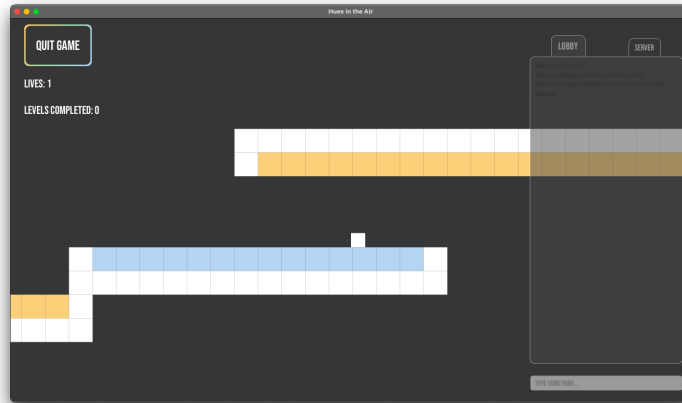 Hues in the Air
QUIT GAME
LIVES: 1
LEVELS COMPLETED: 0
LOBBY
SERVER
TYPE SOMETHING...